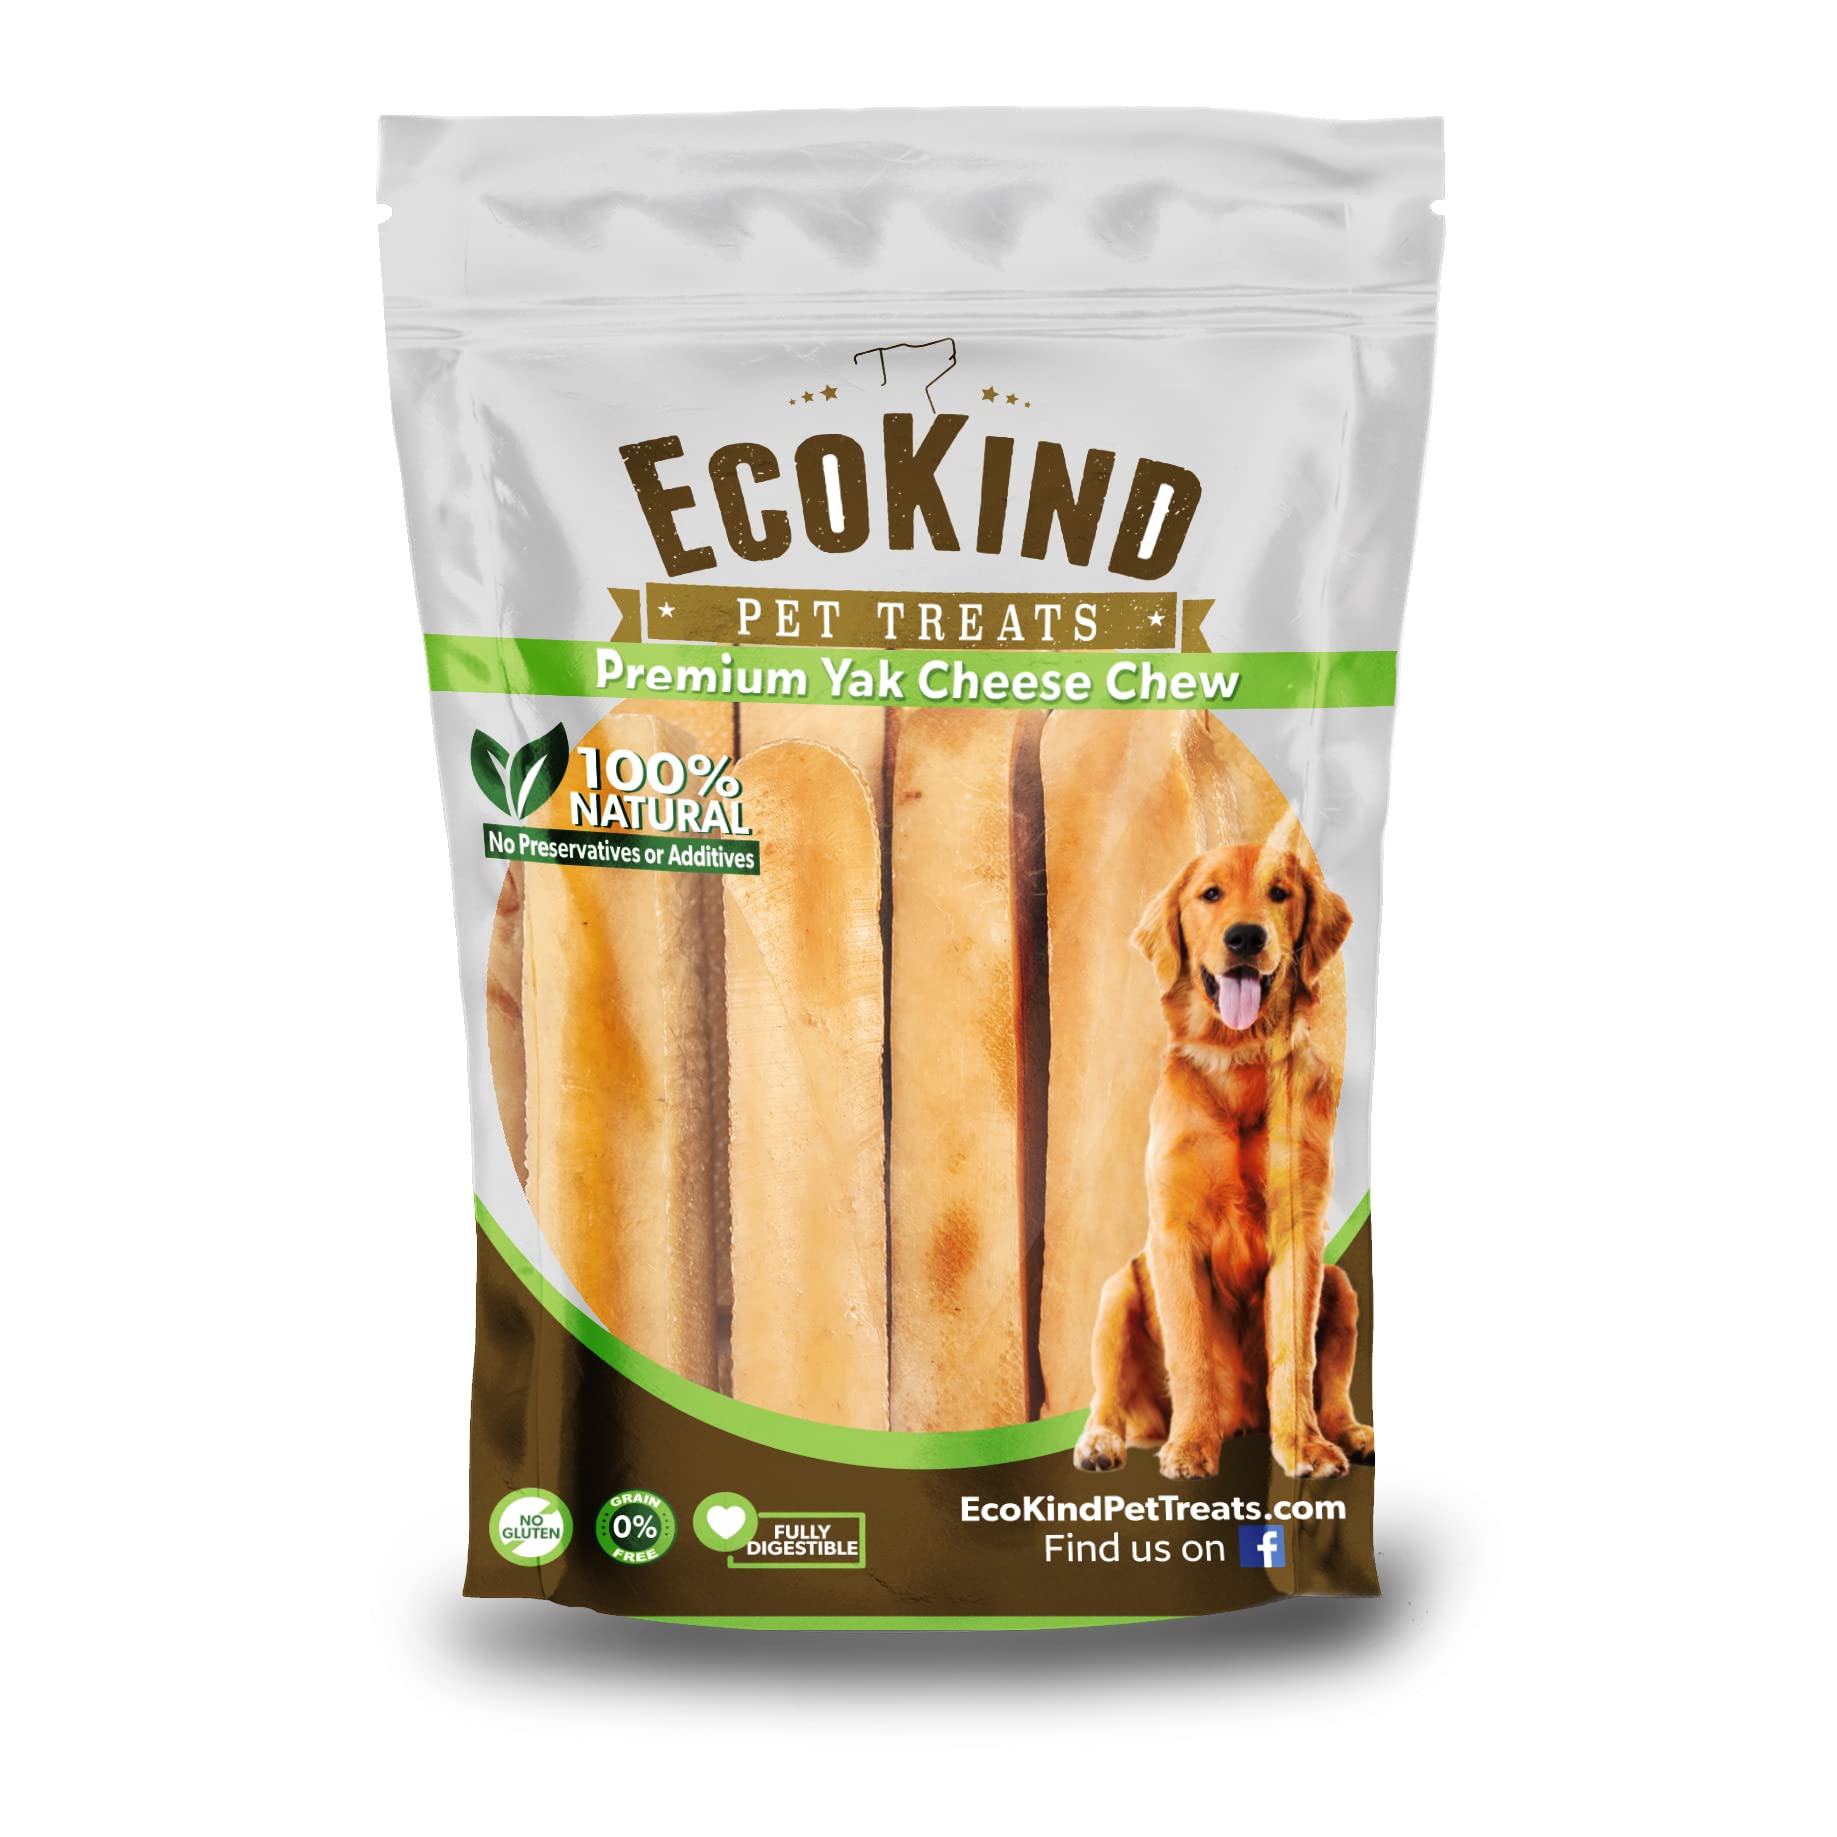 EcoKind
PET TREATS
Premium Yak Cheese Chew
100%
NATURAL
No Preservatives or Additives
NO
GLUTEN
GRAIN
0%
FREE
FULLY
DIGESTIBLE
EcoKindPetTreats.com
Find us on f